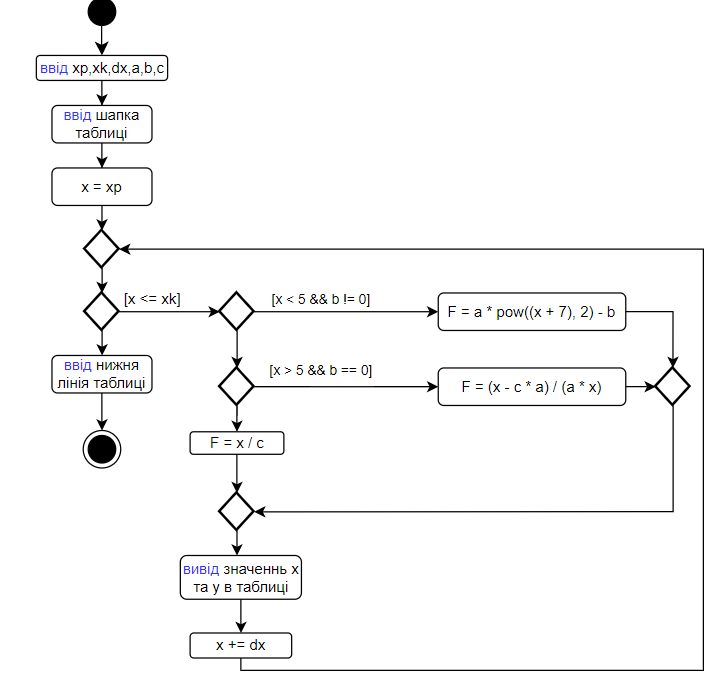 ввід xp,xk,dx,a,b,c
ввід шапка
таблиці
x = xp
[x <= xk]
[x < 5 && b != 0]
F = a * pow((x + 7), 2) - b
[x > 5 && b == 0]
F = (x - c * a) / (a * x)
ввід нижня
лінія таблиці
F = x / c
вивід значеннь x
та y в таблиці
x += dx